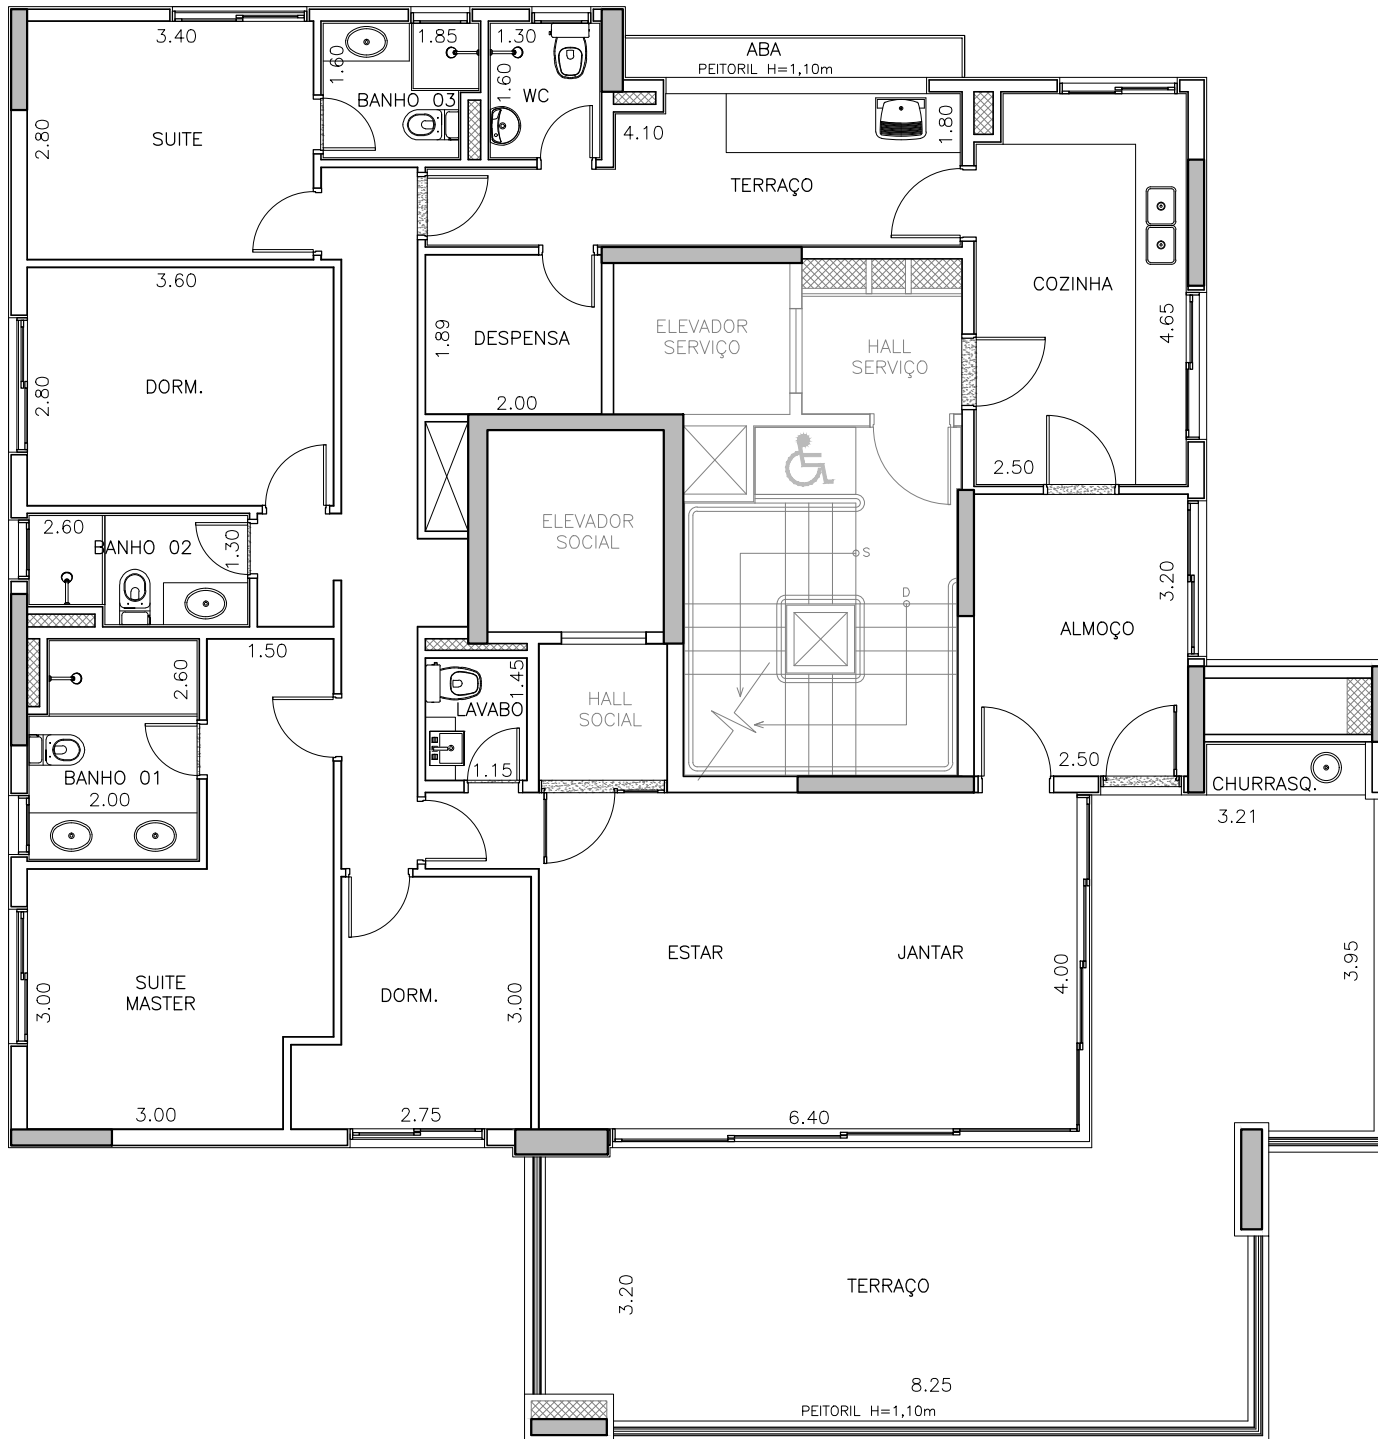 3.40
1.60
1.85
1.30
ABA
PEITORIL H=1,10m
BANHO 03
1.60
WC
2.80
SUITE
4.10
1.80
TERRAÇO
3.60
COZINHA
1.89
DESPENSA
ELEVADOR
SERVIÇO
HALL
SERVIÇO
4.65
2.80
DORM.
2.00
2.50
2.60
BANHO 02
1.30
ELEVADOR
SOCIAL
S
D
3.20
ALMOÇO
1.50
2.60
1.45
LAVABO
HALL
SOCIAL
BANHO 01
2.00
1.15
2.50
CHURRASQ.
3.21
ESTAR
JANTAR
4.00
3.95
SUITE
MASTER
3.00
DORM.
3.00
3.00
2.75
6.40
3.20
TERRAÇO
8.25
PEITORIL H=1,10m